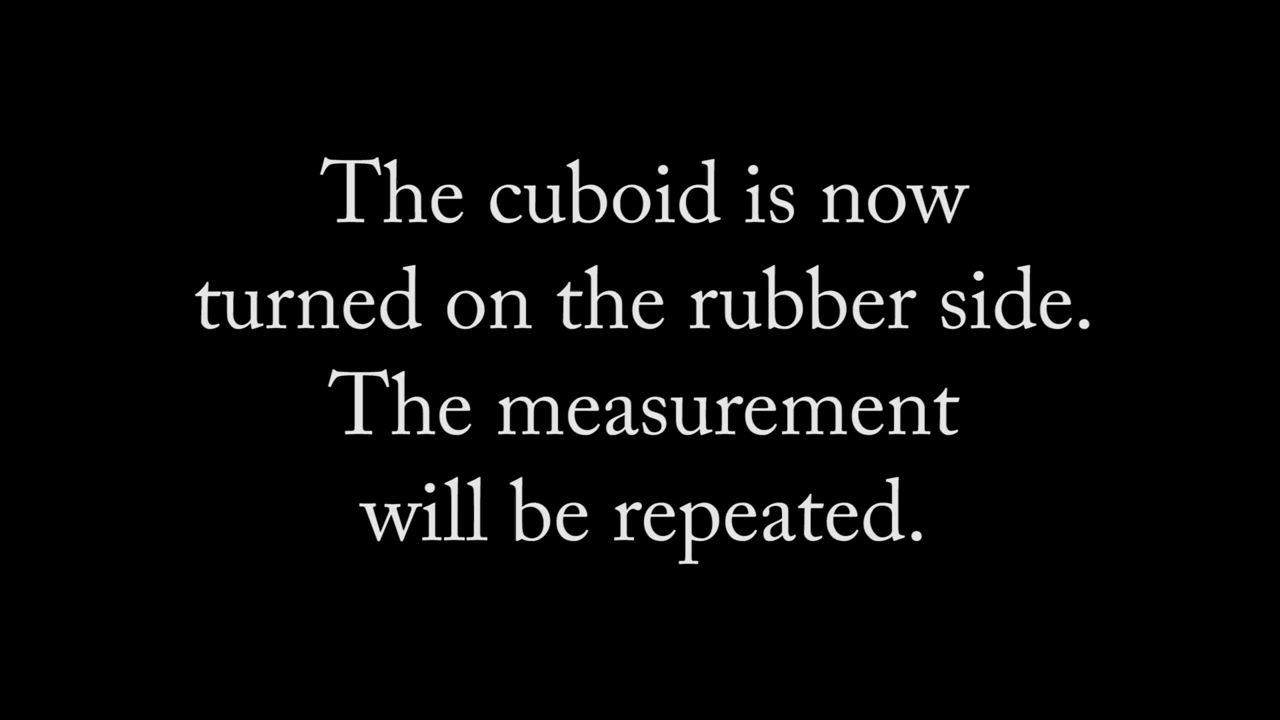 The cuboid is now
turned on the rubber side.
The measurement
will be repeated.